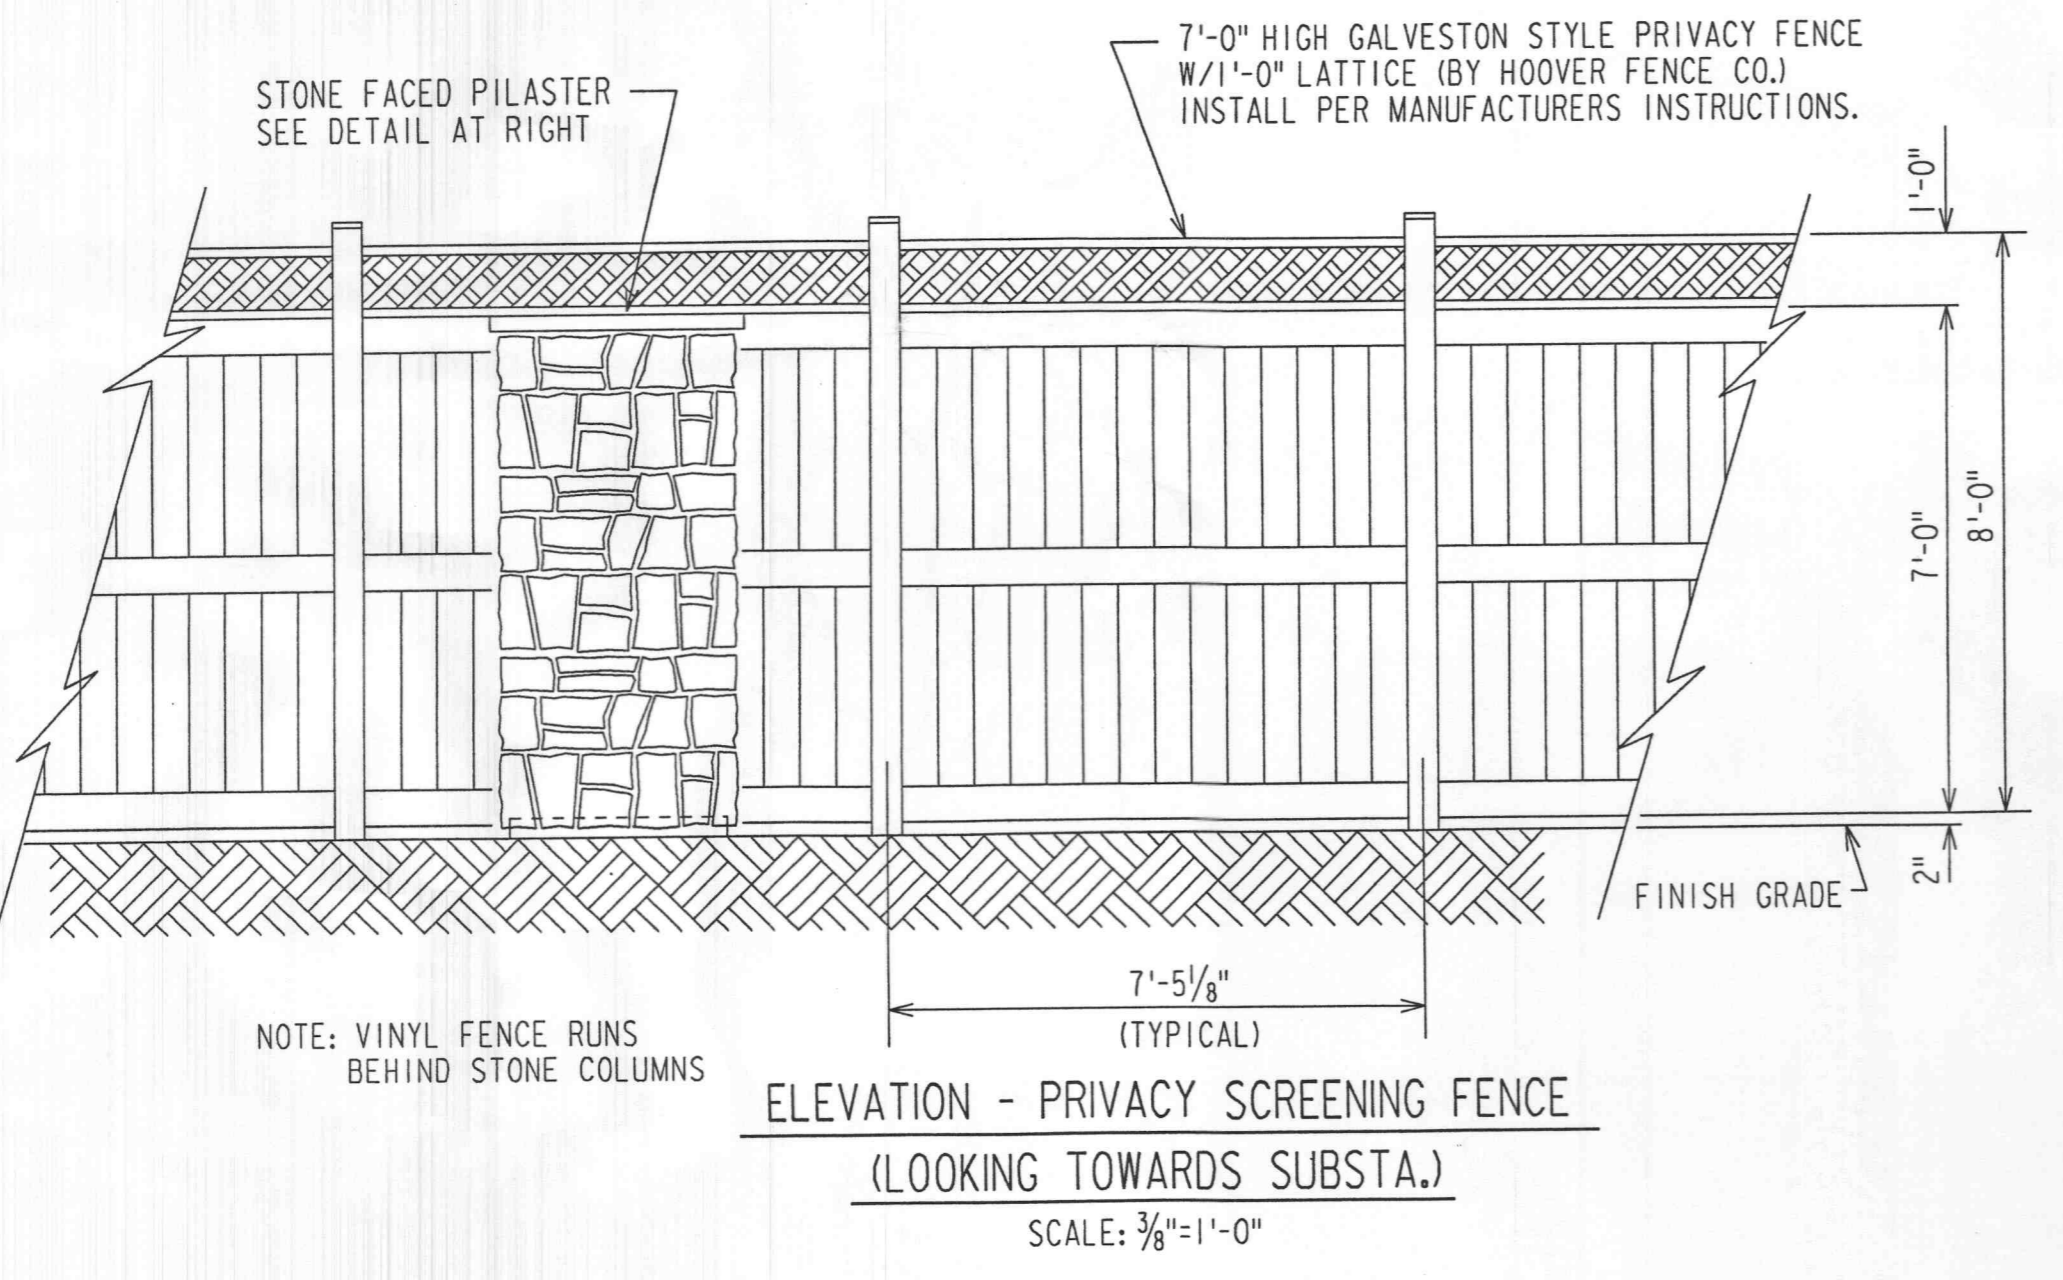 7'-0" HIGH GALVESTON STYLE PRIVACY FENCE
W/1'-0" LATTICE (BY HOOVER FENCE CO.)
INSTALL PER MANUFACTURERS INSTRUCTIONS.
STONE FACED PILASTER
SEE DETAIL AT RIGHT
1'-0"
7'-0"
8'-0"
2"
FINISH GRADE
7'-5⅛"
(TYPICAL)
NOTE: VINYL FENCE RUNS
BEHIND STONE COLUMNS
ELEVATION - PRIVACY SCREENING FENCE
(LOOKING TOWARDS SUBSTA.)
SCALE: ⅜"=1'-0"